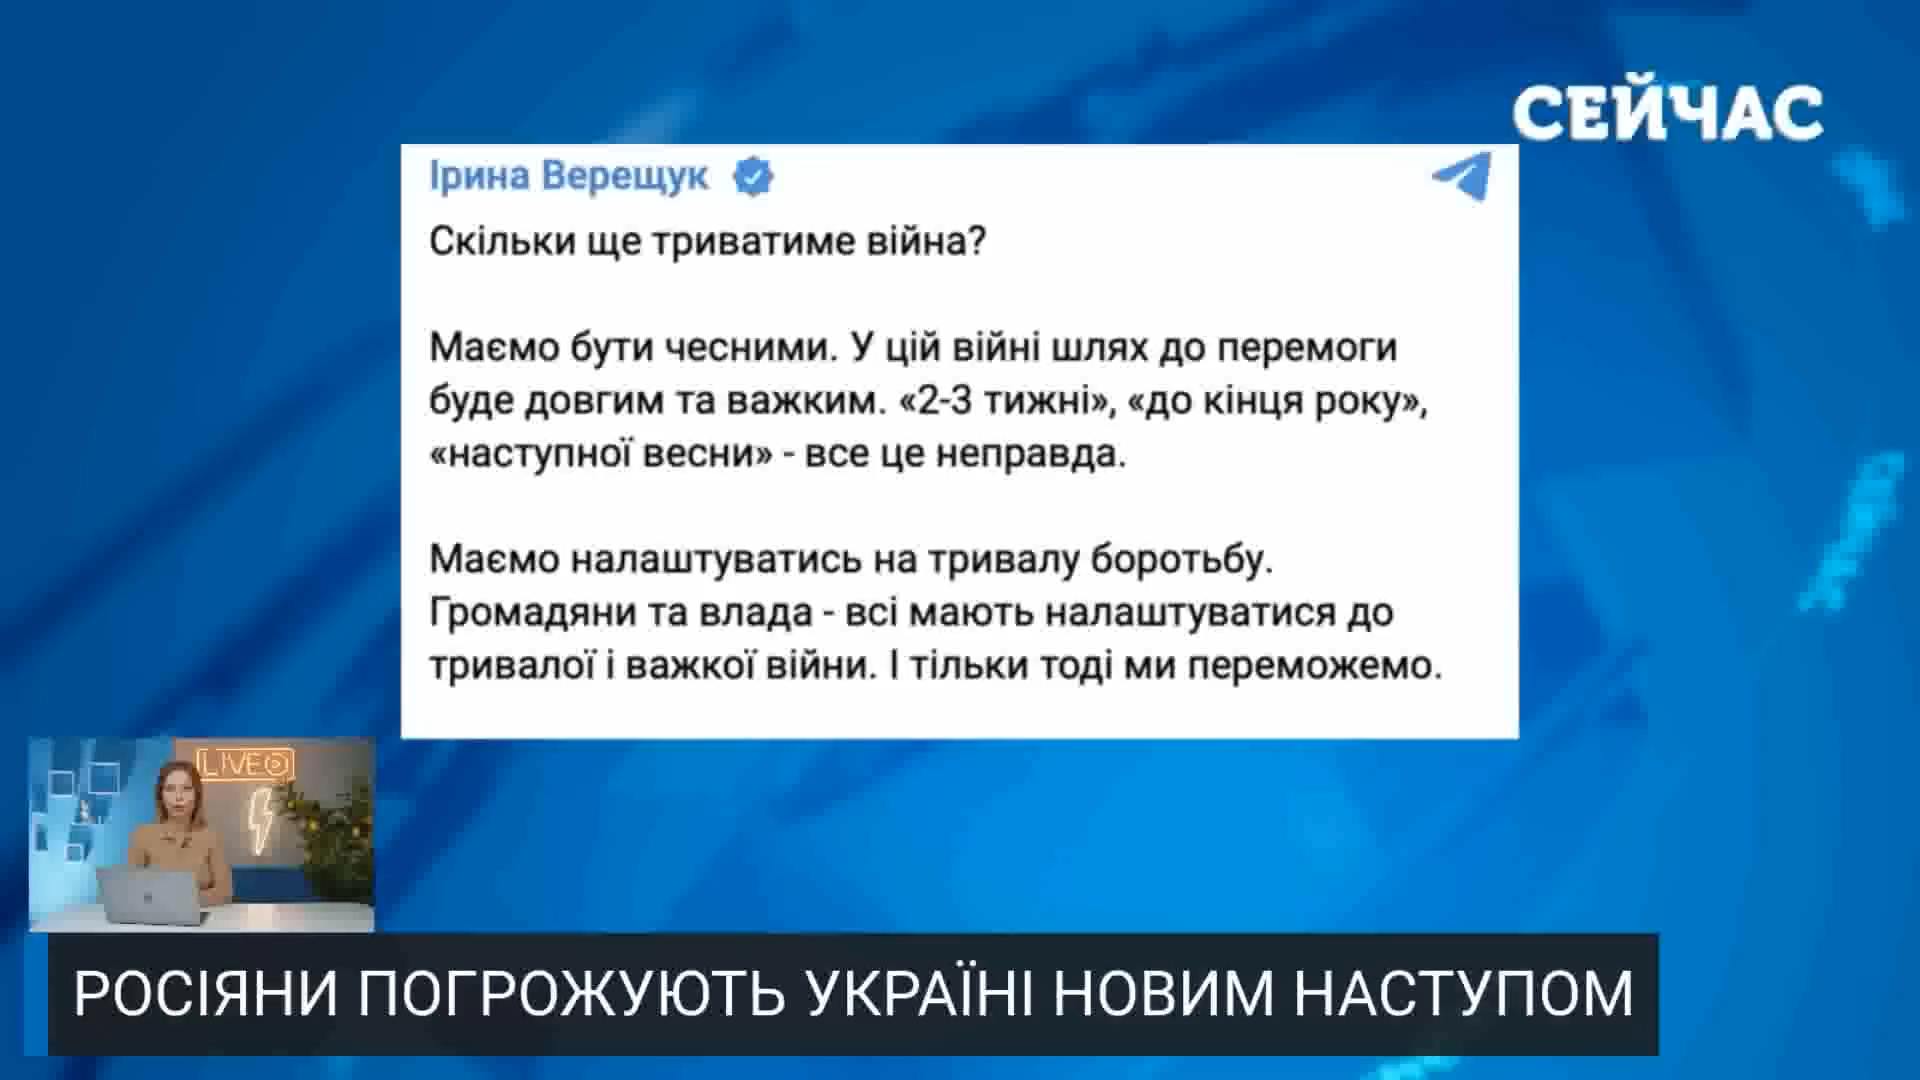 СЕЙЧАС
Ірина Верещук
Скільки ще триватиме війна?
Маємо бути чесними. У цій війні шлях до перемоги
буде довгим та важким. «2-3 тижні», «до кінця року»,
«наступної весни» - все це неправда.
Маємо налаштуватись на тривалу боротьбу.
Громадяни та влада - всі мають налаштуватися до
тривалої і важкої війни. І тільки тоді ми переможемо.
LIVE
РОСІЯНИ ПОГРОЖУЮТЬ УКРАЇНІ НОВИМ НАСТУПОМ